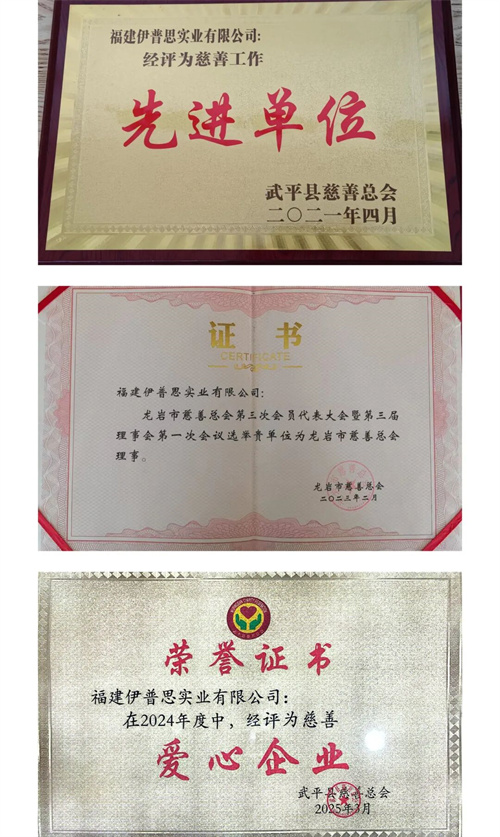 福建伊普思实业有限公司:
经评为慈善工作
先进单位
武平县慈善总会
二〇二一年四月
证 书
CERTIFICATE
福建伊普思实业有限公司:
龙岩市慈善总会第三次会员代表大会暨第三届
理事会第一次会议选举贵单位为龙岩市慈善总会
理事。
龙岩市慈善总会
二〇二三年二月
荣誉证书
福建伊普思实业有限公司:
在2024年度中，经评为慈善
爱心企业
武平县慈善总会
2025年3月